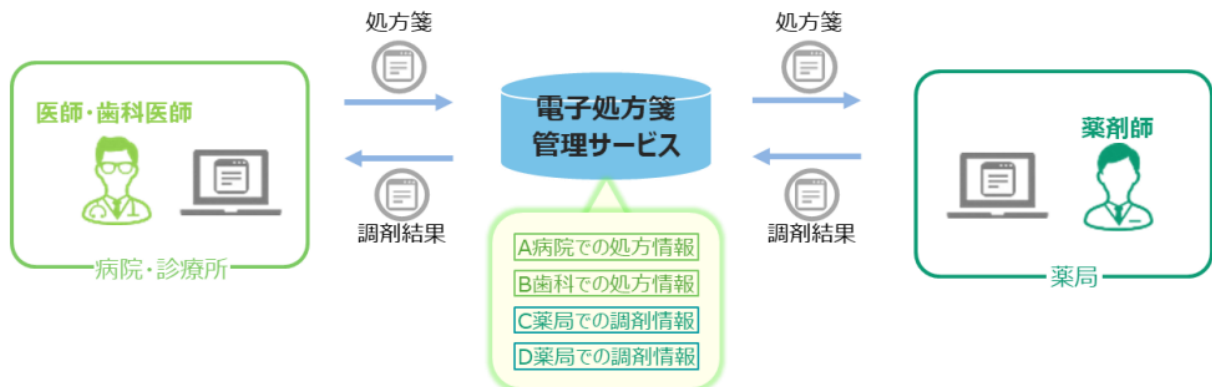 処方箋
処方箋
医師・歯科医師
電子処方箋
管理サービス
薬剤師
調剤結果
調剤結果
病院・診療所
薬局
A病院での処方情報
B歯科での処方情報
C薬局での調剤情報
D薬局での調剤情報